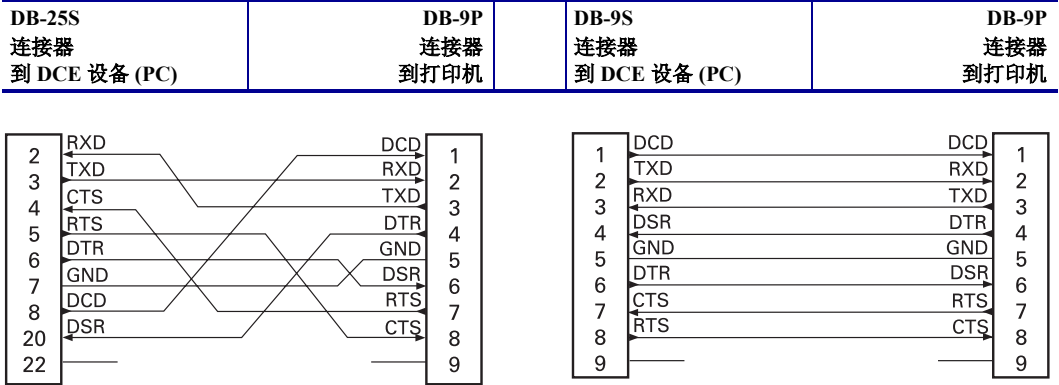 DB-25S
连接器
到 DCE 设备 (PC)
DB-9P
连接器
到打印机
DB-9S
连接器
到 DCE 设备 (PC)
DB-9P
连接器
到打印机
2 RXD DCD 1
3 TXD RXD 2
4 CTS TXD 3
5 RTS DTR 4
6 DTR GND 5
7 GND DSR 6
8 DCD RTS 7
20 DSR CTS 8
22 9
1 DCD DCD 1
2 TXD RXD 2
3 RXD TXD 3
4 DSR DTR 4
5 GND GND 5
6 DTR DSR 6
7 CTS RTS 7
8 RTS CTS 8
9 9